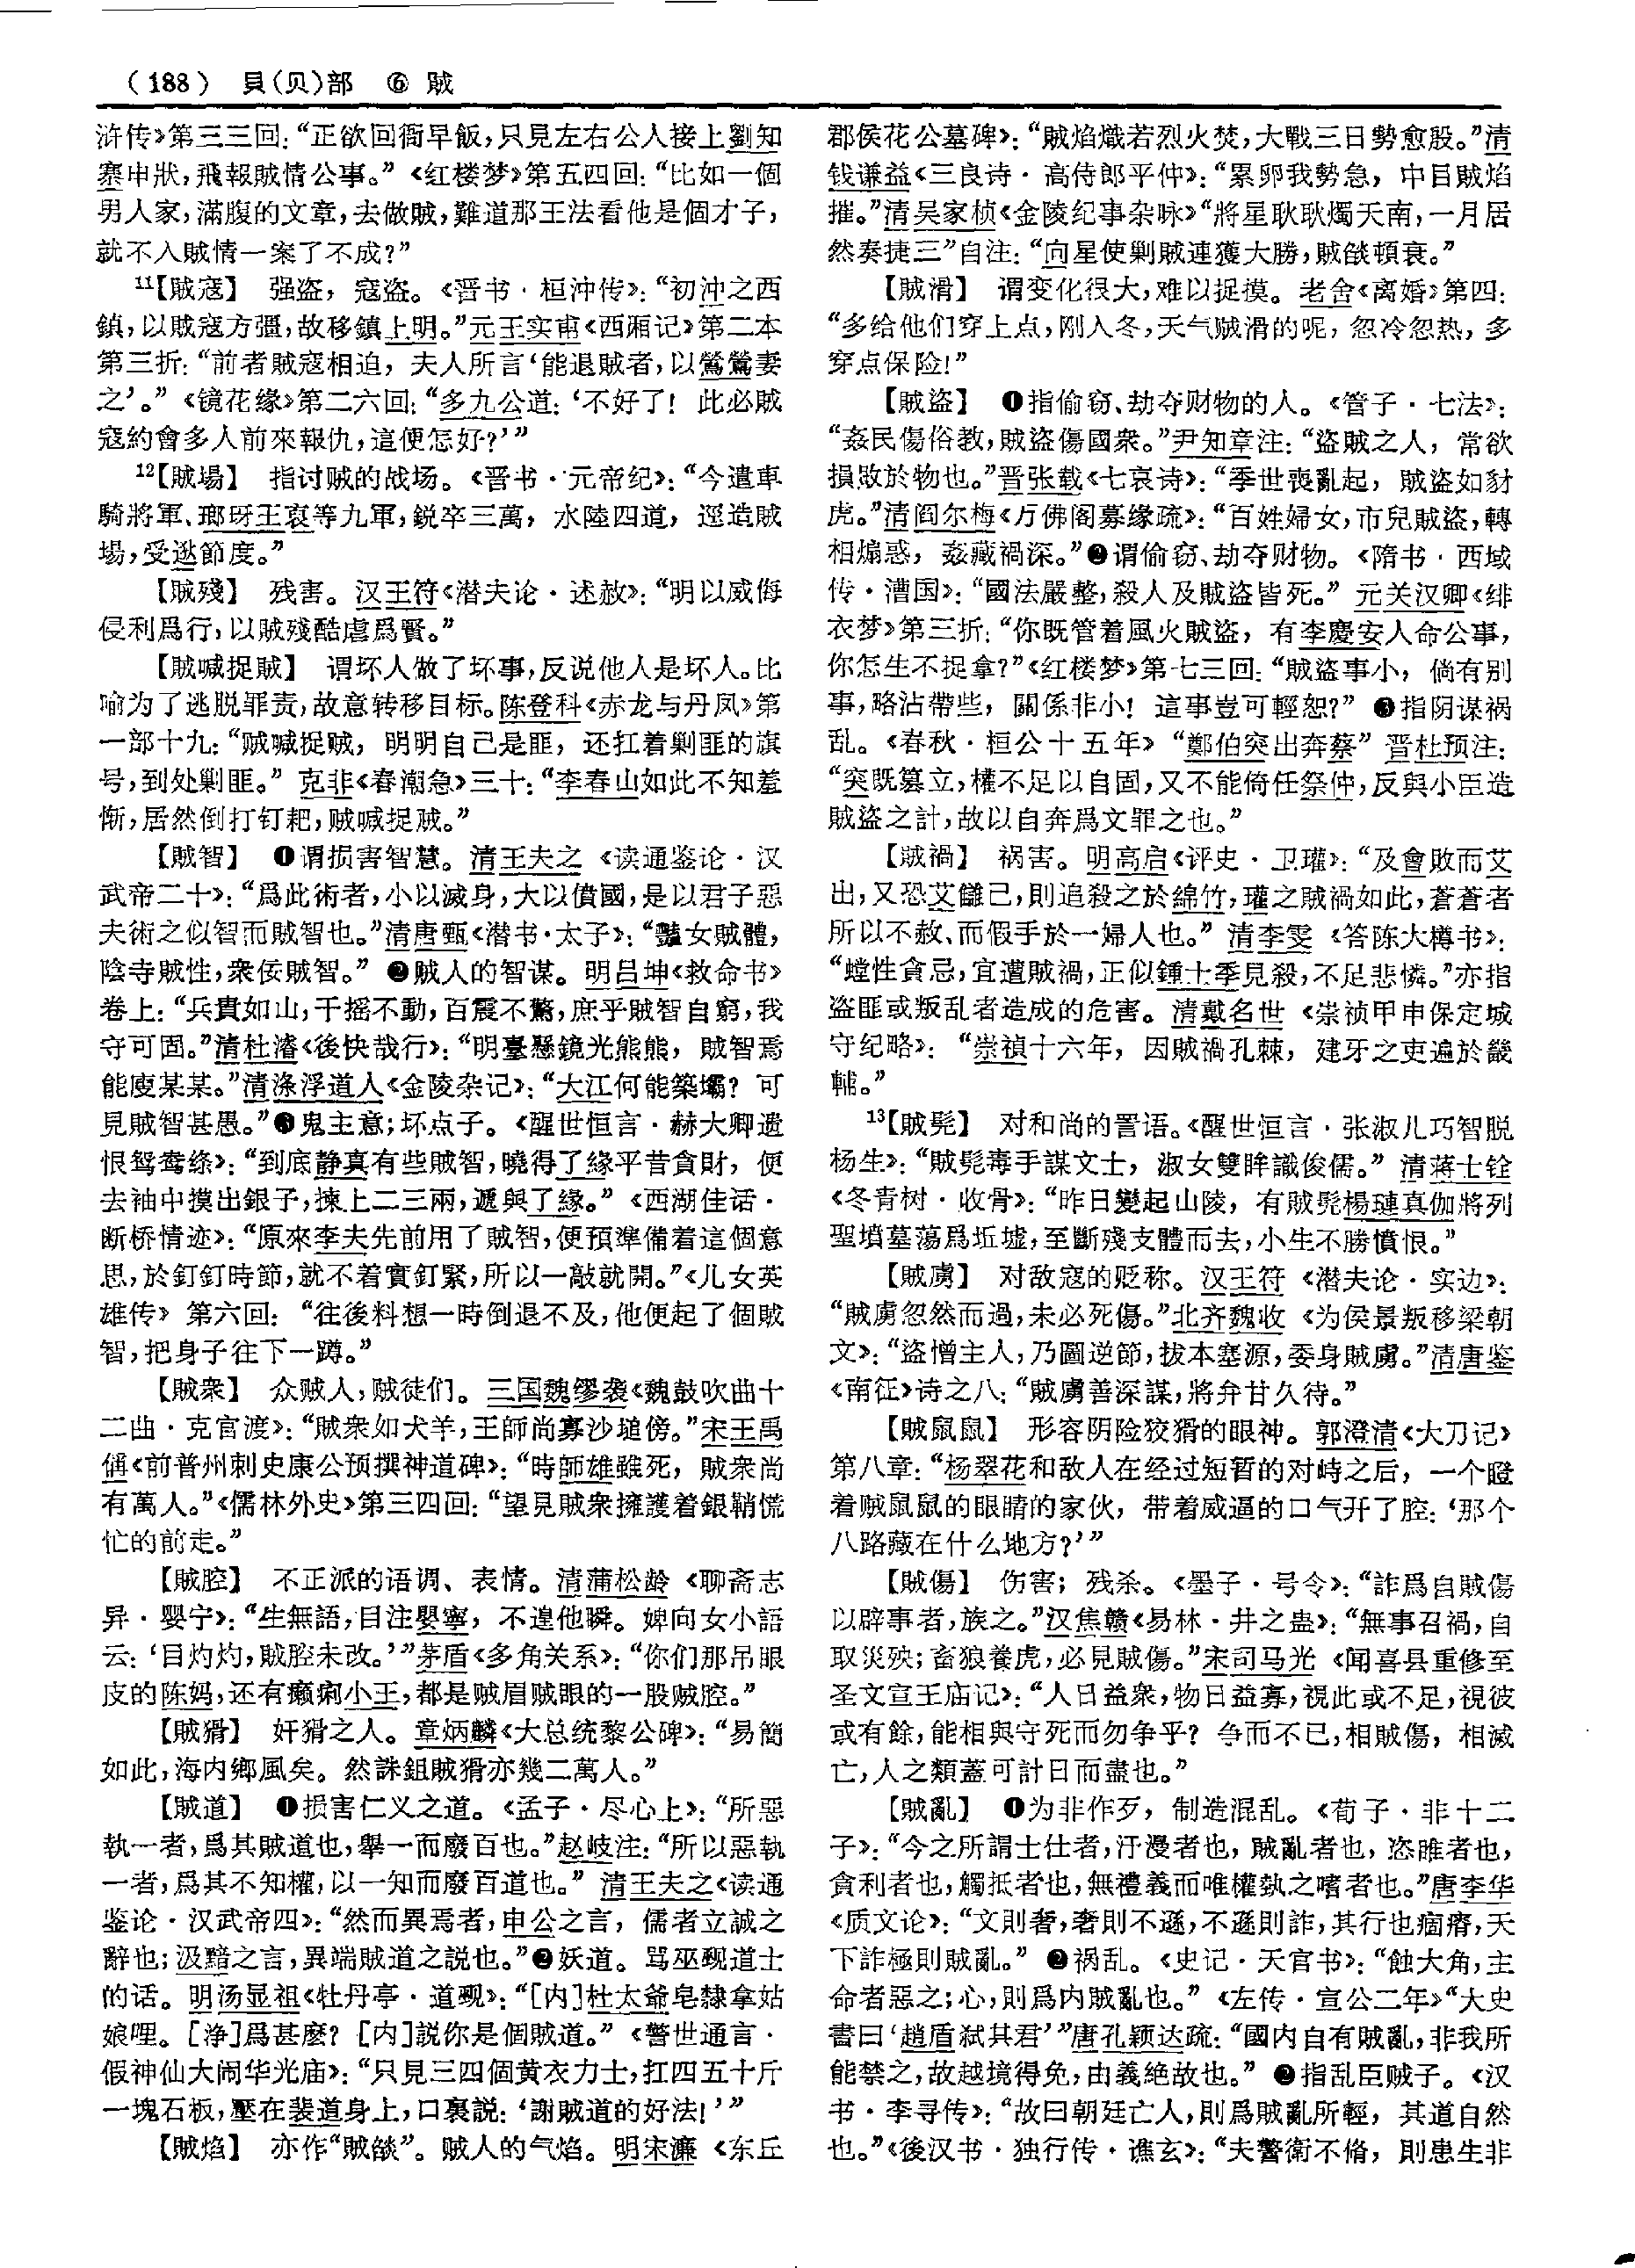 （188） 貝(贝)部 ⑥ 賊
浒传》第三三回：“正欲回衙早飯，只見左右公人接上劉知
寨申狀，飛報賊情公事。”《红楼梦》第五四回：“比如一個
男人家，滿腹的文章，去做賊，難道那王法看他是個才子，
就不入賊情一案了不成？”
11【賊寇】 强盗，寇盗。《晋书·桓沖传》：“初沖之西
鎮，以賊寇方彊，故移鎮上明。”元王实甫《西厢记》第二本
第三折：“前者賊寇相迫，夫人所言‘能退賊者，以鶯鶯妻
之’。”《镜花缘》第二六回：“多九公道：‘不好了！此必賊
寇約會多人前來報仇，這便怎好？’”
12【賊場】 指讨贼的战场。《晋书·元帝纪》：“今遣車
騎將軍、瑯玡王裒等九軍，鋭卒三萬，水陸四道，逕造賊
場，受逖節度。”
【賊殘】 残害。汉王符《潜夫论·述赦》：“明以威侮
侵利爲行，以賊殘酷虐爲賢。”
【賊喊捉賊】 谓坏人做了坏事，反说他人是坏人。比
喻为了逃脱罪责，故意转移目标。陈登科《赤龙与丹凤》第
一部十九：“贼喊捉贼，明明自己是匪，还扛着剿匪的旗
号，到处剿匪。”克非《春潮急》三十：“李春山如此不知羞
惭，居然倒打钉耙，贼喊捉贼。”
【賊智】 ❶谓损害智慧。清王夫之《读通鉴论·汉
武帝二十》：“爲此術者，小以滅身，大以僨國，是以君子惡
夫術之似智而賊智也。”清唐甄《潜书·太子》：“豔女賊體，
陰寺賊性，衆佞賊智。”❷贼人的智谋。明吕坤《救命书》
卷上：“兵貴如山，千摇不動，百震不驚，庶乎賊智自窮，我
守可固。”清杜濬《後快哉行》：“明臺懸鏡光熊熊，賊智焉
能廋某某。”清涤浮道人《金陵杂记》：“大江何能築壩？可
見賊智甚愚。”❸鬼主意；坏点子。《醒世恒言·赫大卿遗
恨鸳鸯绦》：“到底静真有些賊智，曉得了緣平昔貪財，便
去袖中摸出銀子，揀上二三兩，遞與了緣。”《西湖佳话·
断桥情迹》：“原來李夫先前用了賊智，便預準備着這個意
思，於釘釘時節，就不着實釘緊，所以一敲就開。”《儿女英
雄传》第六回：“往後料想一時倒退不及，他便起了個賊
智，把身子往下一蹲。”
【賊衆】 众贼人，贼徒们。三国魏缪袭《魏鼓吹曲十
二曲·克官渡》：“賊衆如犬羊，王師尚寡沙塠傍。”宋王禹
偁《前普州刺史康公预撰神道碑》：“時師雄雖死，賊衆尚
有萬人。”《儒林外史》第三四回：“望見賊衆擁護着銀鞘慌
忙的前走。”
【賊腔】 不正派的语调、表情。清蒲松龄《聊斋志
异·婴宁》：“生無語，目注嬰寧，不遑他瞬。婢向女小語
云：‘目灼灼，賊腔未改。’”茅盾《多角关系》：“你们那吊眼
皮的陈妈，还有癞痢小王，都是贼眉贼眼的一股贼腔。”
【賊猾】 奸猾之人。章炳麟《大总统黎公碑》：“易簡
如此，海内鄉風矣。然誅鉏賊猾亦幾二萬人。”
【賊道】 ❶损害仁义之道。《孟子·尽心上》：“所惡
執一者，爲其賊道也，舉一而廢百也。”赵岐注：“所以惡執
一者，爲其不知權，以一知而廢百道也。”清王夫之《读通
鉴论·汉武帝四》：“然而異焉者，申公之言，儒者立誠之
辭也；汲黯之言，異端賊道之説也。”❷妖道。骂巫觋道士
的话。明汤显祖《牡丹亭·道觋》：“［内］杜太爺皂隸拿姑
娘哩。［净］爲甚麽？［内］説你是個賊道。”《警世通言·
假神仙大闹华光庙》：“只見三四個黄衣力士，扛四五十斤
一塊石板，壓在裴道身上，口裏説：‘謝賊道的好法！’”
【賊焰】 亦作“賊燄”。贼人的气焰。明宋濂《东丘
郡侯花公墓碑》：“賊焰熾若烈火焚，大戰三日勢愈殷。”清
钱谦益《三良诗·高侍郎平仲》：“累卵我勢急，中目賊焰
摧。”清吴家桢《金陵纪事杂咏》“將星耿耿燭天南，一月居
然奏捷三”自注：“向星使剿賊連獲大勝，賊燄頓衰。”
【賊滑】 谓变化很大，难以捉摸。老舍《离婚》第四：
“多给他们穿上点，刚入冬，天气贼滑的呢，忽冷忽热，多
穿点保险！”
【賊盜】 ❶指偷窃、劫夺财物的人。《管子·七法》：
“姦民傷俗教，賊盜傷國衆。”尹知章注：“盜賊之人，常欲
損敗於物也。”晋张载《七哀诗》：“季世喪亂起，賊盜如豺
虎。”清阎尔梅《万佛阁募缘疏》：“百姓婦女，市兒賊盜，轉
相煽惑，姦藏禍深。”❷谓偷窃、劫夺财物。《隋书·西域
传·漕国》：“國法嚴整，殺人及賊盜皆死。”元关汉卿《绯
衣梦》第三折：“你既管着風火賊盜，有李慶安人命公事，
你怎生不捉拿？”《红楼梦》第七三回：“賊盜事小，倘有别
事，略沾帶些，關係非小！這事豈可輕恕？”❸指阴谋祸
乱。《春秋·桓公十五年》“鄭伯突出奔蔡”晋杜预注：
“突既篡立，權不足以自固，又不能倚任祭仲，反與小臣造
賊盜之計，故以自奔爲文罪之也。”
【賊禍】 祸害。明高启《评史·卫瓘》：“及會敗而艾
出，又恐艾讎己，則追殺之於綿竹，瓘之賊禍如此，蒼蒼者
所以不赦、而假手於一婦人也。”清李雯《答陈大樽书》：
“螳性貪忌，宜遭賊禍，正似鍾士季見殺，不足悲憐。”亦指
盗匪或叛乱者造成的危害。清戴名世《崇祯甲申保定城
守纪略》：“崇禎十六年，因賊禍孔棘，建牙之吏遍於畿
輔。”
13【賊髡】 对和尚的詈语。《醒世恒言·张淑儿巧智脱
杨生》：“賊髡毒手謀文士，淑女雙眸識俊儒。”清蒋士铨
《冬青树·收骨》：“昨日變起山陵，有賊髡楊璉真伽將列
聖墳墓蕩爲坵墟，至斷殘支體而去，小生不勝憤恨。”
【賊虜】 对敌寇的贬称。汉王符《潜夫论·实边》：
“賊虜忽然而過，未必死傷。”北齐魏收《为侯景叛移梁朝
文》：“盜憎主人，乃圖逆節，拔本塞源，委身賊虜。”清唐鉴
《南征》诗之八：“賊虜善深謀，將弁甘久待。”
【賊鼠鼠】 形容阴险狡猾的眼神。郭澄清《大刀记》
第八章：“杨翠花和敌人在经过短暂的对峙之后，一个瞪
着贼鼠鼠的眼睛的家伙，带着威逼的口气开了腔：‘那个
八路藏在什么地方？’”
【賊傷】 伤害；残杀。《墨子·号令》：“詐爲自賊傷
以辟事者，族之。”汉焦赣《易林·井之蛊》：“無事召禍，自
取災殃；畜狼養虎，必見賊傷。”宋司马光《闻喜县重修至
圣文宣王庙记》：“人日益衆，物日益寡，視此或不足，視彼
或有餘，能相與守死而勿争乎？争而不已，相賊傷，相滅
亡，人之類蓋可計日而盡也。”
【賊亂】 ❶为非作歹，制造混乱。《荀子·非十二
子》：“今之所謂士仕者，汙漫者也，賊亂者也，恣睢者也，
貪利者也，觸抵者也，無禮義而唯權埶之嗜者也。”唐李华
《质文论》：“文則奢，奢則不遜，不遜則詐，其行也痼瘠，天
下詐極則賊亂。”❷祸乱。《史记·天官书》：“蝕大角，主
命者惡之；心，則爲内賊亂也。”《左传·宣公二年》“大史
書曰‘趙盾弑其君’”唐孔颖达疏：“國内自有賊亂，非我所
能禁之，故越境得免，由義絶故也。”❷指乱臣贼子。《汉
书·李寻传》：“故曰朝廷亡人，則爲賊亂所輕，其道自然
也。”《後汉书·独行传·谯玄》：“夫警衛不脩，則患生非